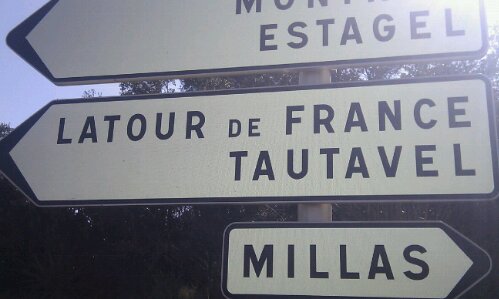 ESTAGEL
LATOUR DE FRANCE
TAUTAVEL
MILLAS